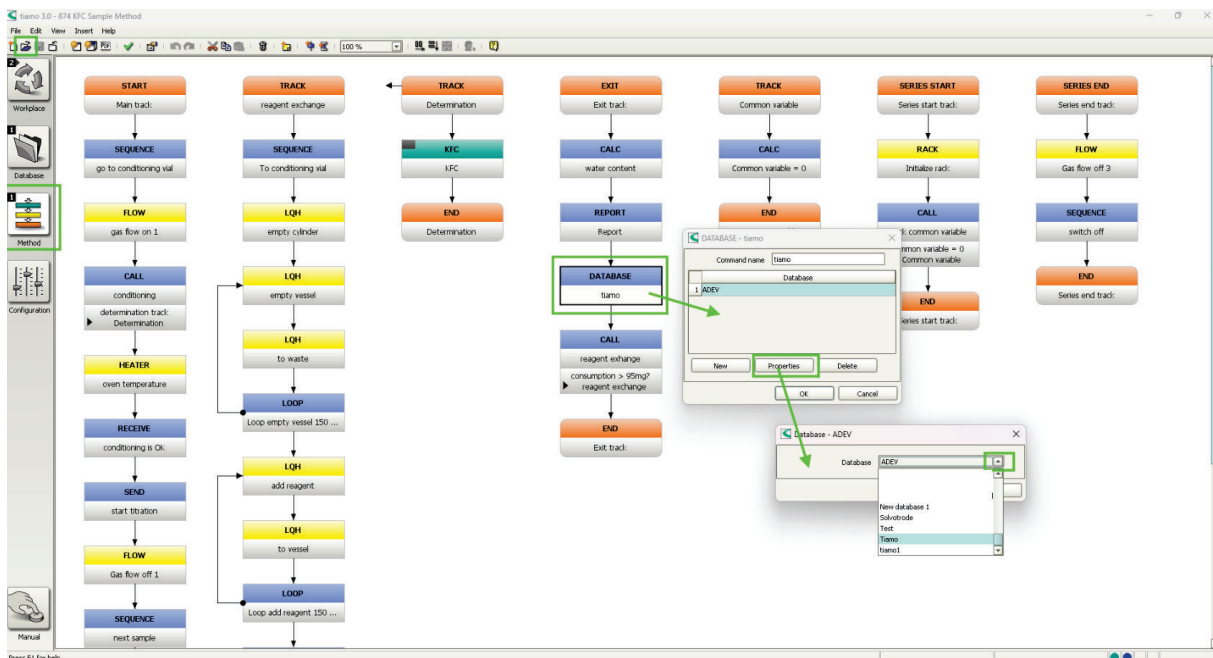 tiamo 3.0 - 874 KFC Sample Method
File Edit View Insert Help
100 %
2
Workplace
1
Database
1
Method
Configuration
Manual
START
Main track:
SEQUENCE
go to conditioning vial
FLOW
gas flow on 1
CALL
conditioning
determination track:
Determination
HEATER
oven temperature
RECEIVE
conditioning is OK
SEND
start titration
FLOW
Gas flow off 1
SEQUENCE
next sample
TRACK
reagent exchange
SEQUENCE
To conditioning vial
LQH
empty cylinder
LQH
empty vessel
LQH
to waste
LOOP
Loop empty vessel 150 ...
LQH
add reagent
LQH
to vessel
LOOP
Loop add reagent 150 ...
TRACK
Determination
KFC
KFC
END
Determination
EXIT
Exit track:
CALC
water content
REPORT
Report
DATABASE
tiamo
CALL
reagent exhange
consumption > 95mg?
reagent exchange
END
Exit track:
TRACK
Common variable
CALC
Common variable = 0
END
SERIES START
Series start track:
RACK
Initialize rack:
CALL
common variable
variable = 0
Common variable
END
Series start track:
SERIES END
Series end track:
FLOW
Gas flow off 3
SEQUENCE
switch off
END
Series end track:
DATABASE - tiamo
Command name tiamo
Database
1 ADEV
New Properties Delete
OK Cancel
Database - ADEV
Database ADEV
New database 1
Solvotrode
Test
Tiamo
tiamo1
Press F1 for help